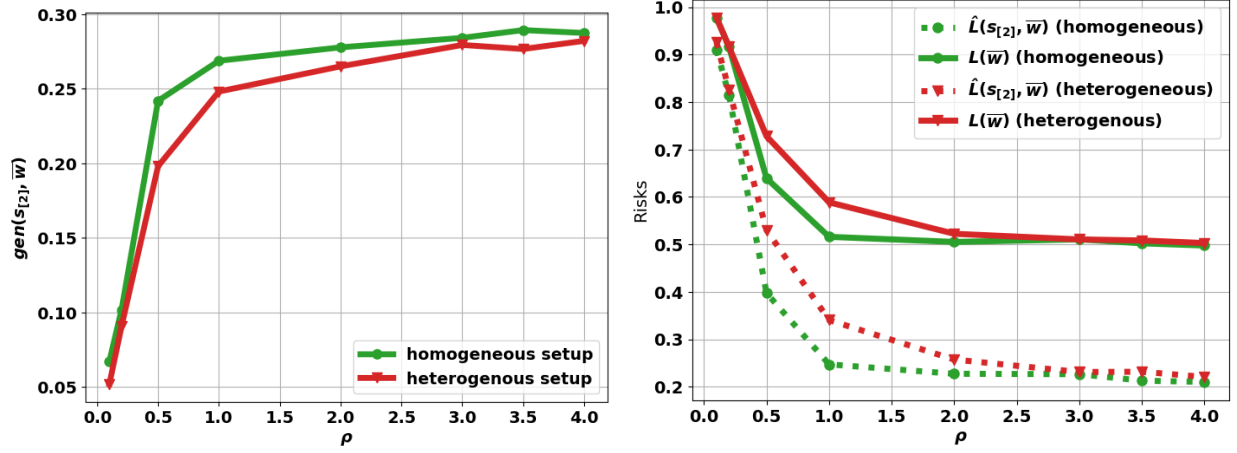 0.30
0.25
0.20
0.15
0.10
0.05
gen(s[2], w̅)
0.0 0.5 1.0 1.5 2.0 2.5 3.0 3.5 4.0
ρ
homogeneous setup
heterogenous setup
1.0
0.9
0.8
0.7
0.6
0.5
0.4
0.3
0.2
Risks
0.0 0.5 1.0 1.5 2.0 2.5 3.0 3.5 4.0
ρ
L̂(s[2], w̅) (homogeneous)
L(w̅) (homogeneous)
L̂(s[2], w̅) (heterogeneous)
L(w̅) (heterogenous)